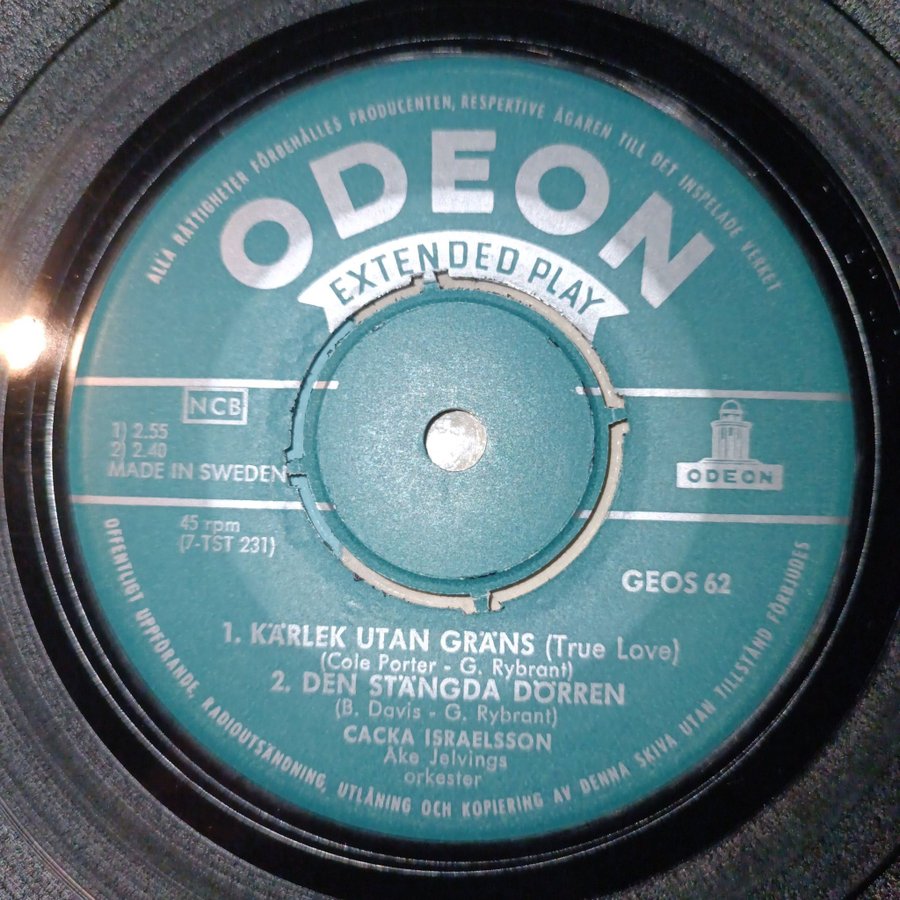 ALLA RÄTTIGHETER FÖRBEHÅLLES PRODUCENTEN, RESPEKTIVE ÄGAREN TILL DET INSPELADE VERKET
ODEON
EXTENDED PLAY
NCB
1) 2.55
2) 2.40
MADE IN SWEDEN
ODEON
45 rpm
(7-TST 231)
GEOS 62
1. KÄRLEK UTAN GRÄNS (True Love)
(Cole Porter - G. Rybrant)
2. DEN STÄNGDA DÖRREN
(B. Davis - G. Rybrant)
CACKA ISRAELSSON
Åke Jelvings
orkester
OFFENTLIGT UPPFÖRANDE, RADIOUTSÄNDNING, UTLÅNING OCH KOPIERING AV DENNA SKIVA UTAN TILLSTÅND FÖRBJUDES